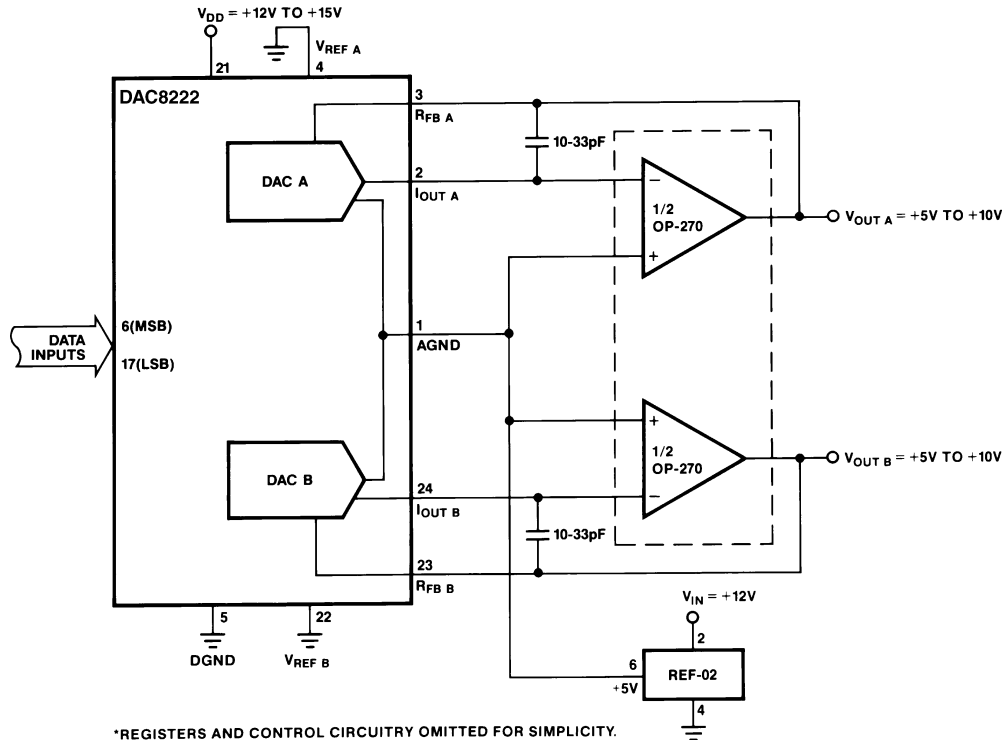 V_DD = +12V TO +15V
V_REF A
21
4
DAC8222
3
R_FB A
10-33pF
DAC A
2
I_OUT A
−
1/2
OP-270
+
V_OUT A = +5V TO +10V
6(MSB)
DATA
INPUTS
17(LSB)
1
AGND
+
1/2
OP-270
−
V_OUT B = +5V TO +10V
DAC B
24
I_OUT B
10-33pF
23
R_FB B
5
DGND
22
V_REF B
V_IN = +12V
2
6
+5V
REF-02
4
*REGISTERS AND CONTROL CIRCUITRY OMITTED FOR SIMPLICITY.